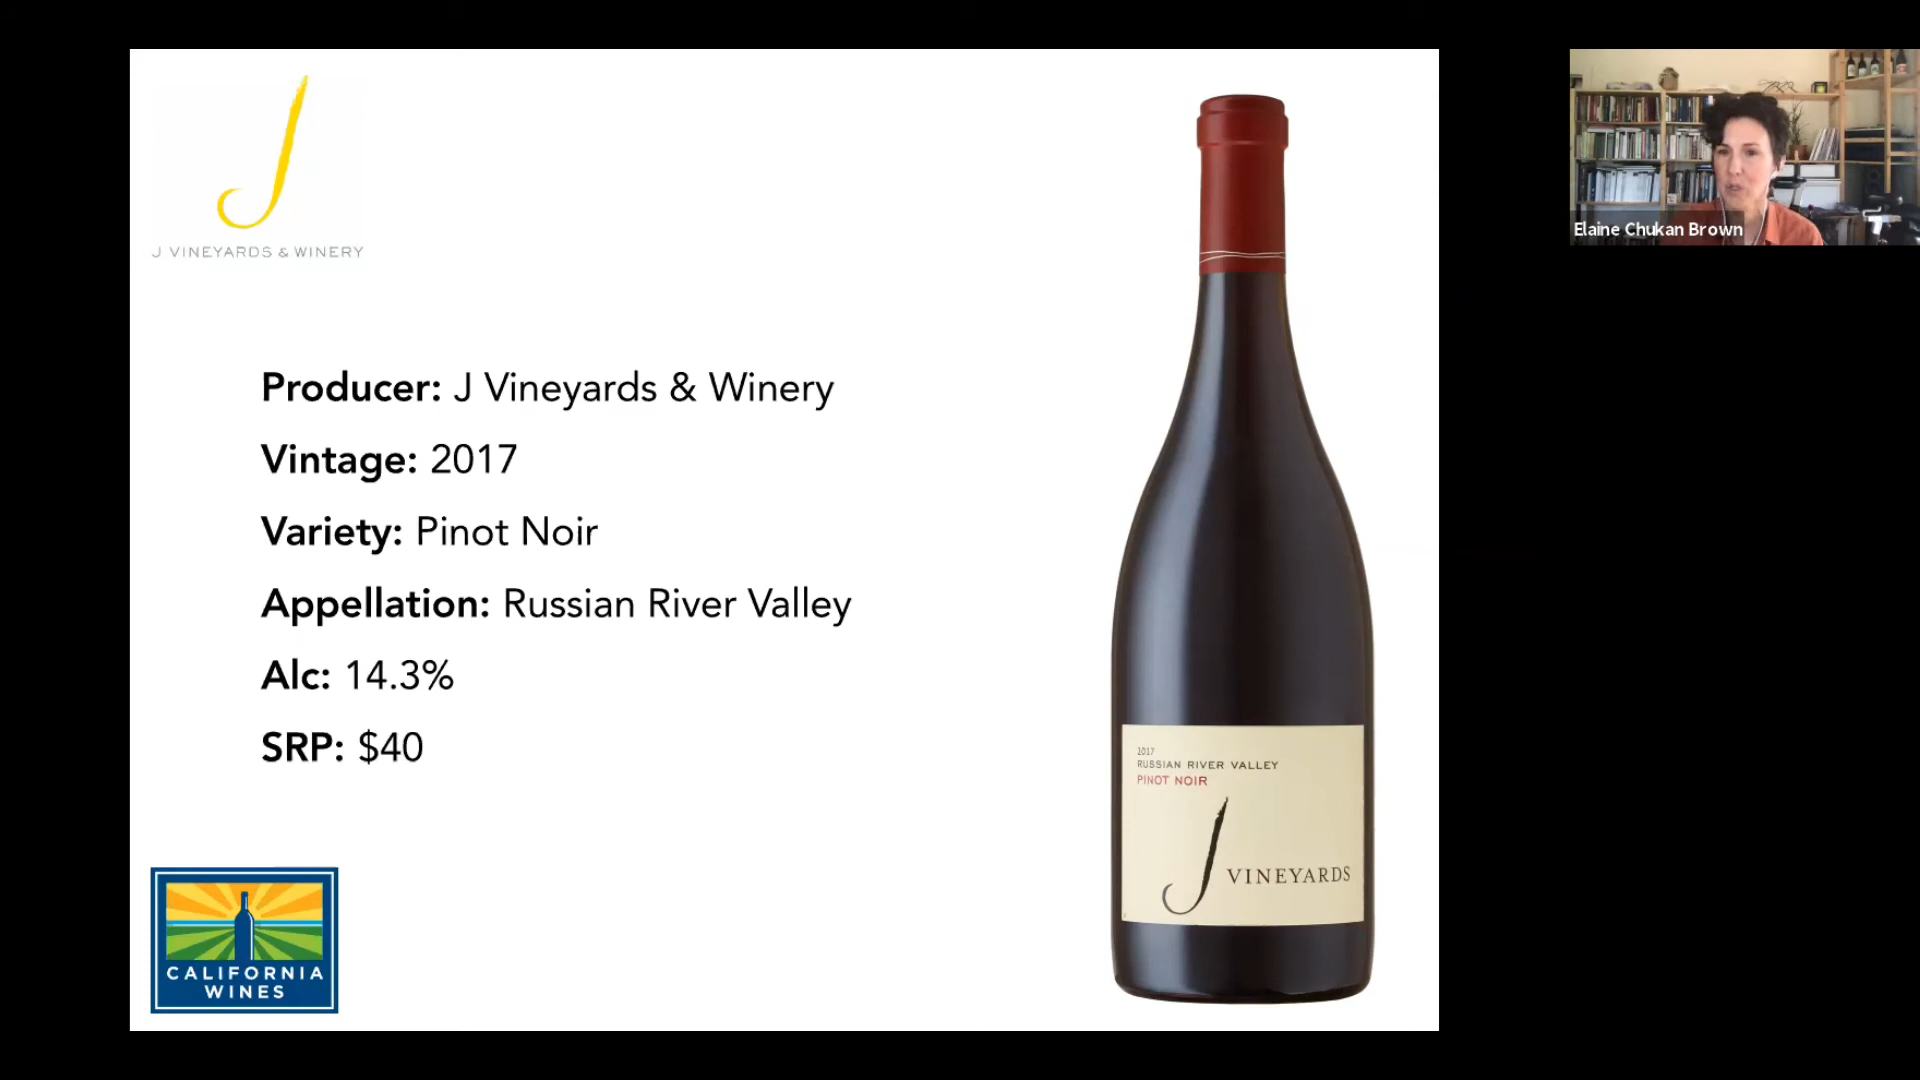 J VINEYARDS & WINERY
Producer: J Vineyards & Winery
Vintage: 2017
Variety: Pinot Noir
Appellation: Russian River Valley
Alc: 14.3%
SRP: $40
CALIFORNIA
WINES
2017
RUSSIAN RIVER VALLEY
PINOT NOIR
J VINEYARDS
Elaine Chukan Brown